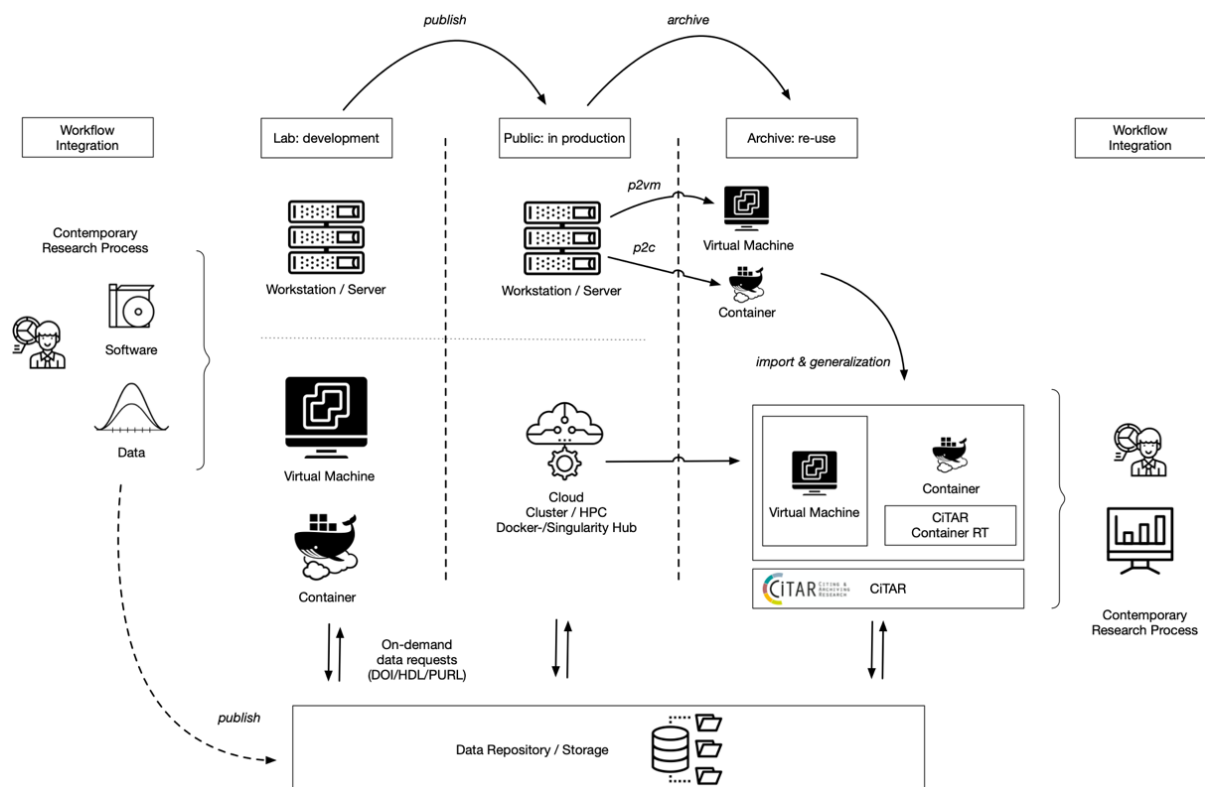 publish
archive
Workflow
Integration
Lab: development
Public: in production
Archive: re-use
Workflow
Integration
Contemporary
Research Process
Software
Data
Workstation / Server
Workstation / Server
p2vm
p2c
Virtual Machine
Container
import & generalization
Virtual Machine
Container
Cloud
Cluster / HPC
Docker-/Singularity Hub
Virtual Machine
Container
CiTAR
Container RT
CiTAR
CITING &
ARCHIVING
RESEARCH
CiTAR
Contemporary
Research Process
On-demand
data requests
(DOI/HDL/PURL)
publish
Data Repository / Storage